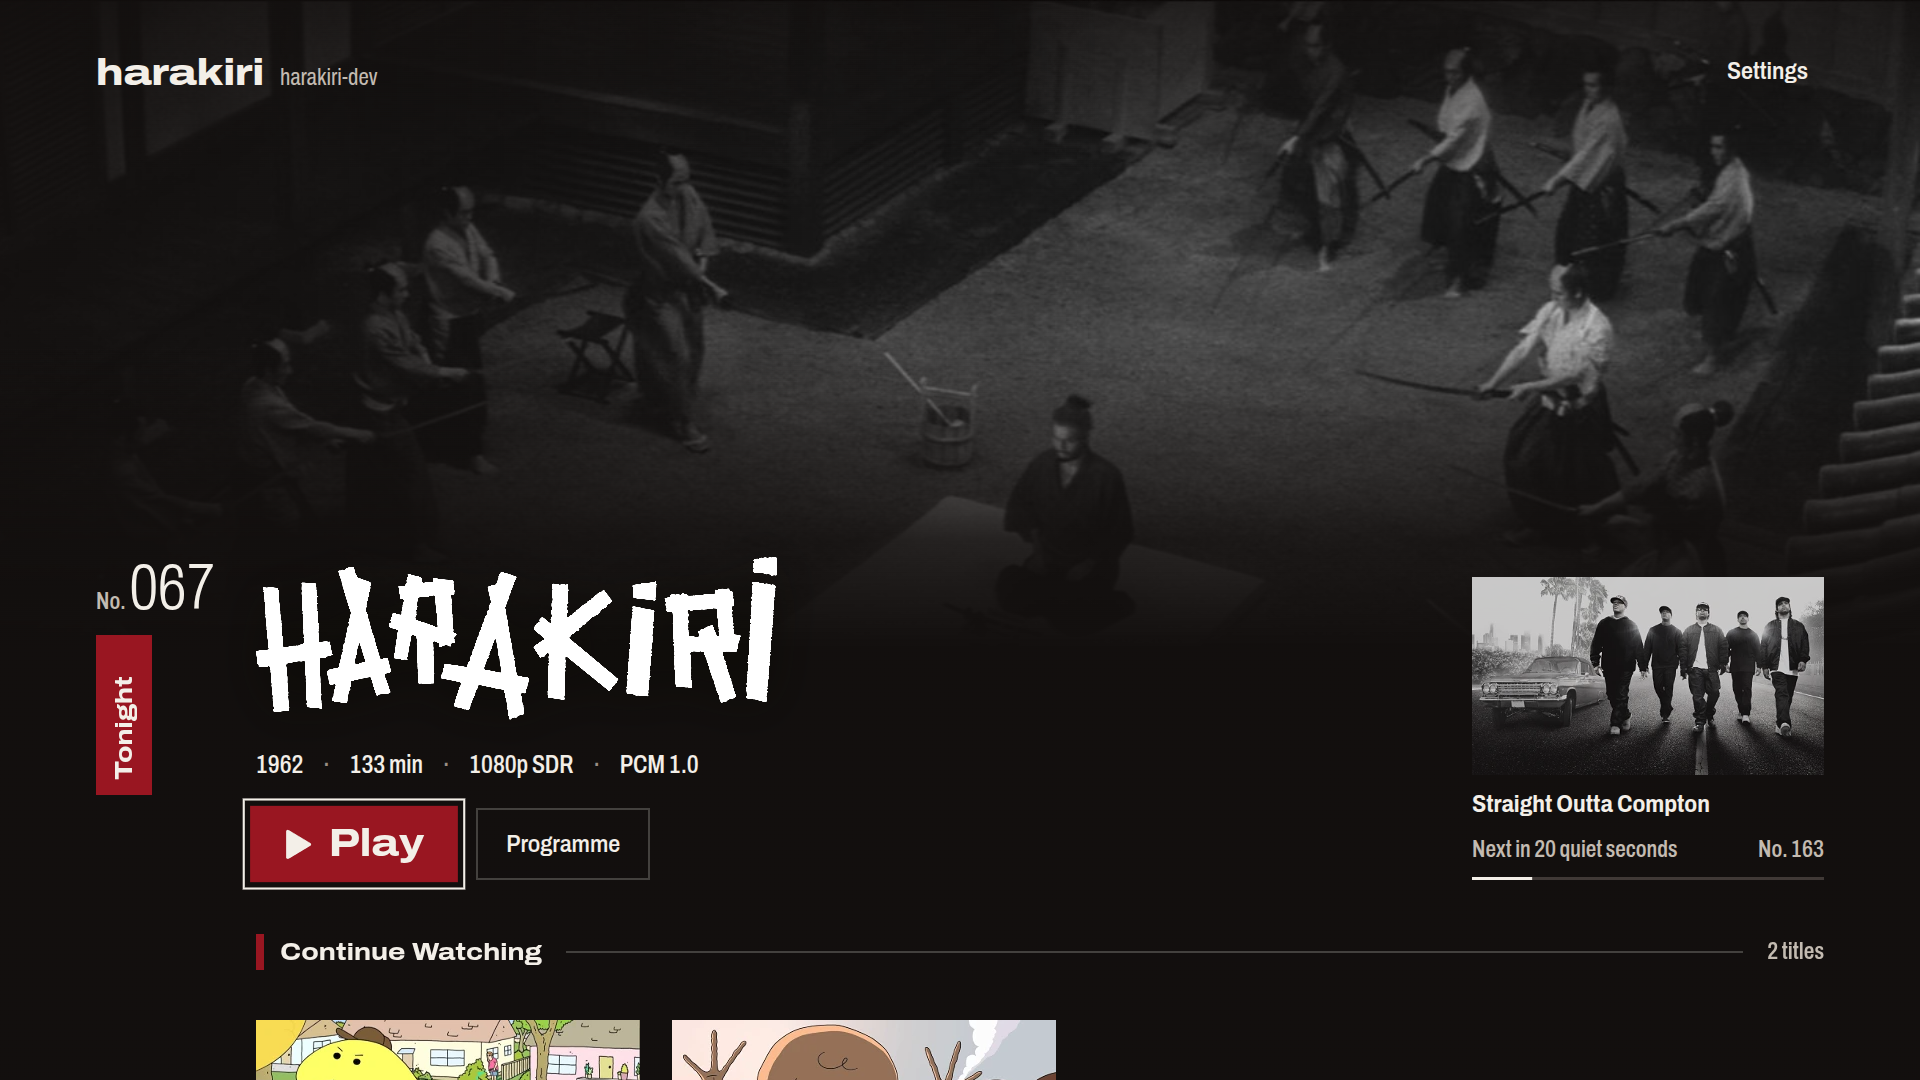 harakiri harakiri-dev
Settings
No. 067
Tonight
HARAKIRI
1962 · 133 min · 1080p SDR · PCM 1.0
Play
Programme
Straight Outta Compton
Next in 20 quiet seconds No. 163
Continue Watching
2 titles